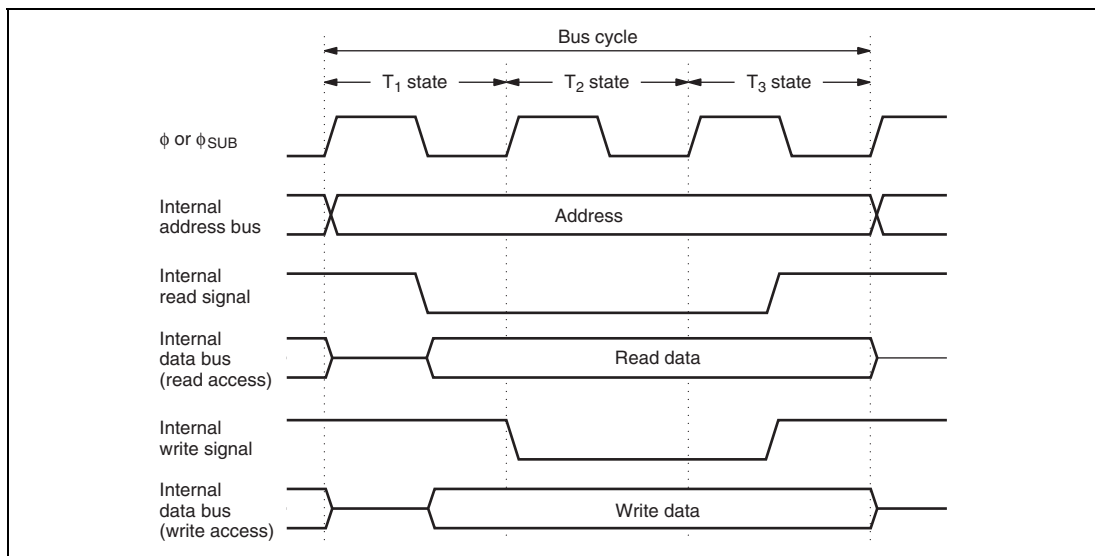 Bus cycle
T1 state T2 state T3 state
ϕ or ϕSUB
Internal
address bus
Address
Internal
read signal
Internal
data bus
(read access)
Read data
Internal
write signal
Internal
data bus
(write access)
Write data